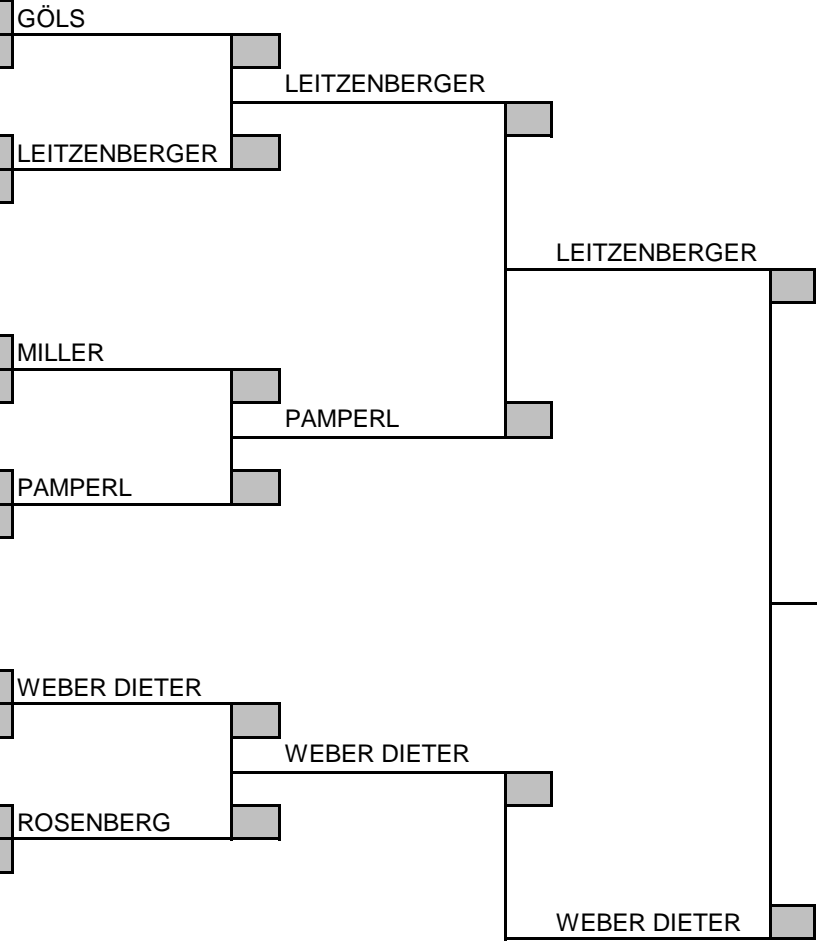 GÖLS
LEITZENBERGER
LEITZENBERGER
LEITZENBERGER
MILLER
PAMPERL
PAMPERL
WEBER DIETER
WEBER DIETER
ROSENBERG
WEBER DIETER